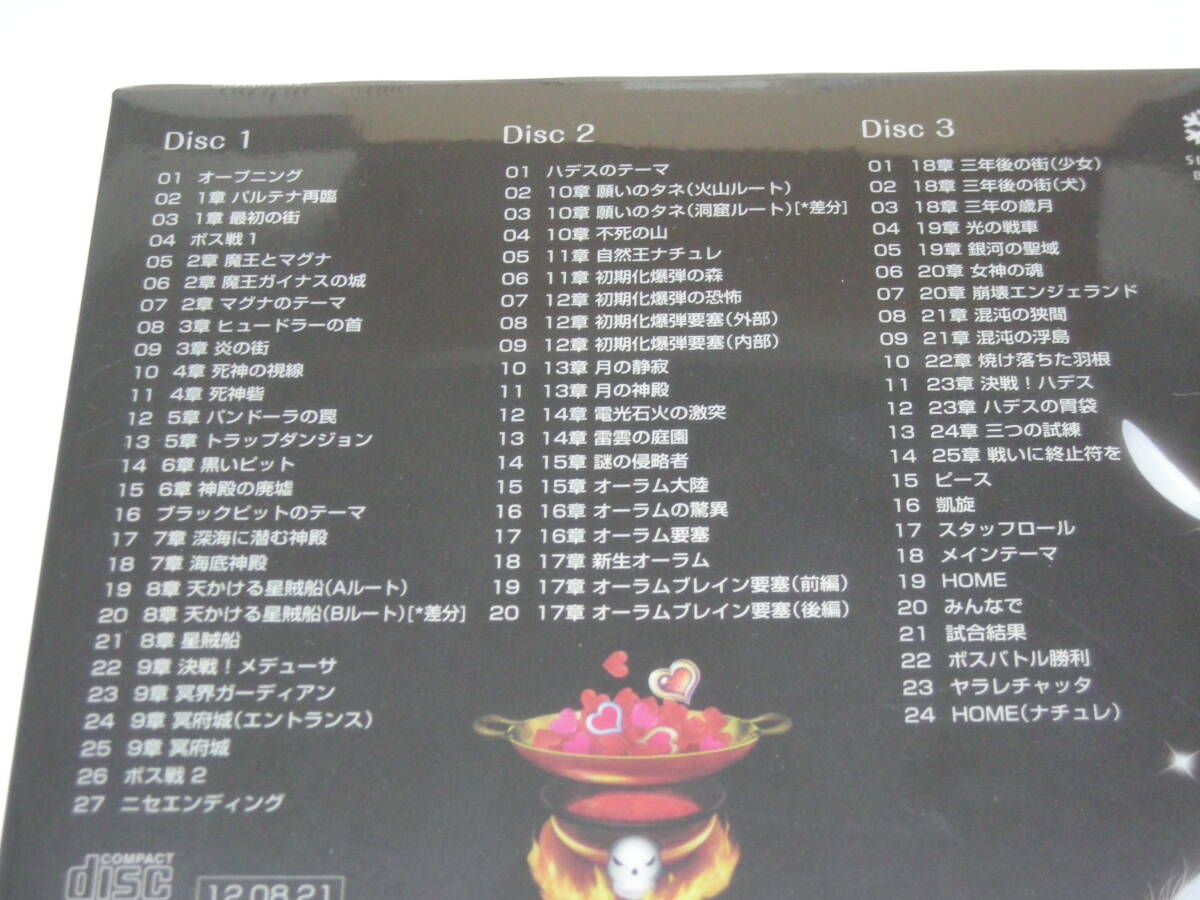 Disc 1
01 オープニング
02 1章 パルテナ再臨
03 1章 最初の街
04 ボス戦 1
05 2章 魔王とマグナ
06 2章 魔王ガイナスの城
07 2章 マグナのテーマ
08 3章 ヒュードラーの首
09 3章 炎の街
10 4章 死神の視線
11 4章 死神砦
12 5章 パンドーラの罠
13 5章 トラップダンジョン
14 6章 黒いピット
15 6章 神殿の廃墟
16 ブラックピットのテーマ
17 7章 深海に潜む神殿
18 7章 海底神殿
19 8章 天かける星賊船(Aルート)
20 8章 天かける星賊船(Bルート)[*差分]
21 8章 星賊船
22 9章 決戦！メデューサ
23 9章 冥界ガーディアン
24 9章 冥府城(エントランス)
25 9章 冥府城
26 ボス戦 2
27 ニセエンディング
Disc 2
01 ハデスのテーマ
02 10章 願いのタネ(火山ルート)
03 10章 願いのタネ(洞窟ルート)[*差分]
04 10章 不死の山
05 11章 自然王ナチュレ
06 11章 初期化爆弾の森
07 12章 初期化爆弾の恐怖
08 12章 初期化爆弾要塞(外部)
09 12章 初期化爆弾要塞(内部)
10 13章 月の静寂
11 13章 月の神殿
12 14章 電光石火の激突
13 14章 雷雲の庭園
14 15章 謎の侵略者
15 15章 オーラム大陸
16 16章 オーラムの驚異
17 16章 オーラム要塞
18 17章 新生オーラム
19 17章 オーラムブレイン要塞(前編)
20 17章 オーラムブレイン要塞(後編)
Disc 3
01 18章 三年後の街(少女)
02 18章 三年後の街(犬)
03 18章 三年の歳月
04 19章 光の戦車
05 19章 銀河の聖域
06 20章 女神の魂
07 20章 崩壊エンジェランド
08 21章 混沌の狭間
09 21章 混沌の浮島
10 22章 焼け落ちた羽根
11 23章 決戦！ハデス
12 23章 ハデスの胃袋
13 24章 三つの試練
14 25章 戦いに終止符を
15 ピース
16 凱旋
17 スタッフロール
18 メインテーマ
19 HOME
20 みんなで
21 試合結果
22 ボスバトル勝利
23 ヤラレチャッタ
24 HOME(ナチュレ)
COMPACT
disc
12.08.21